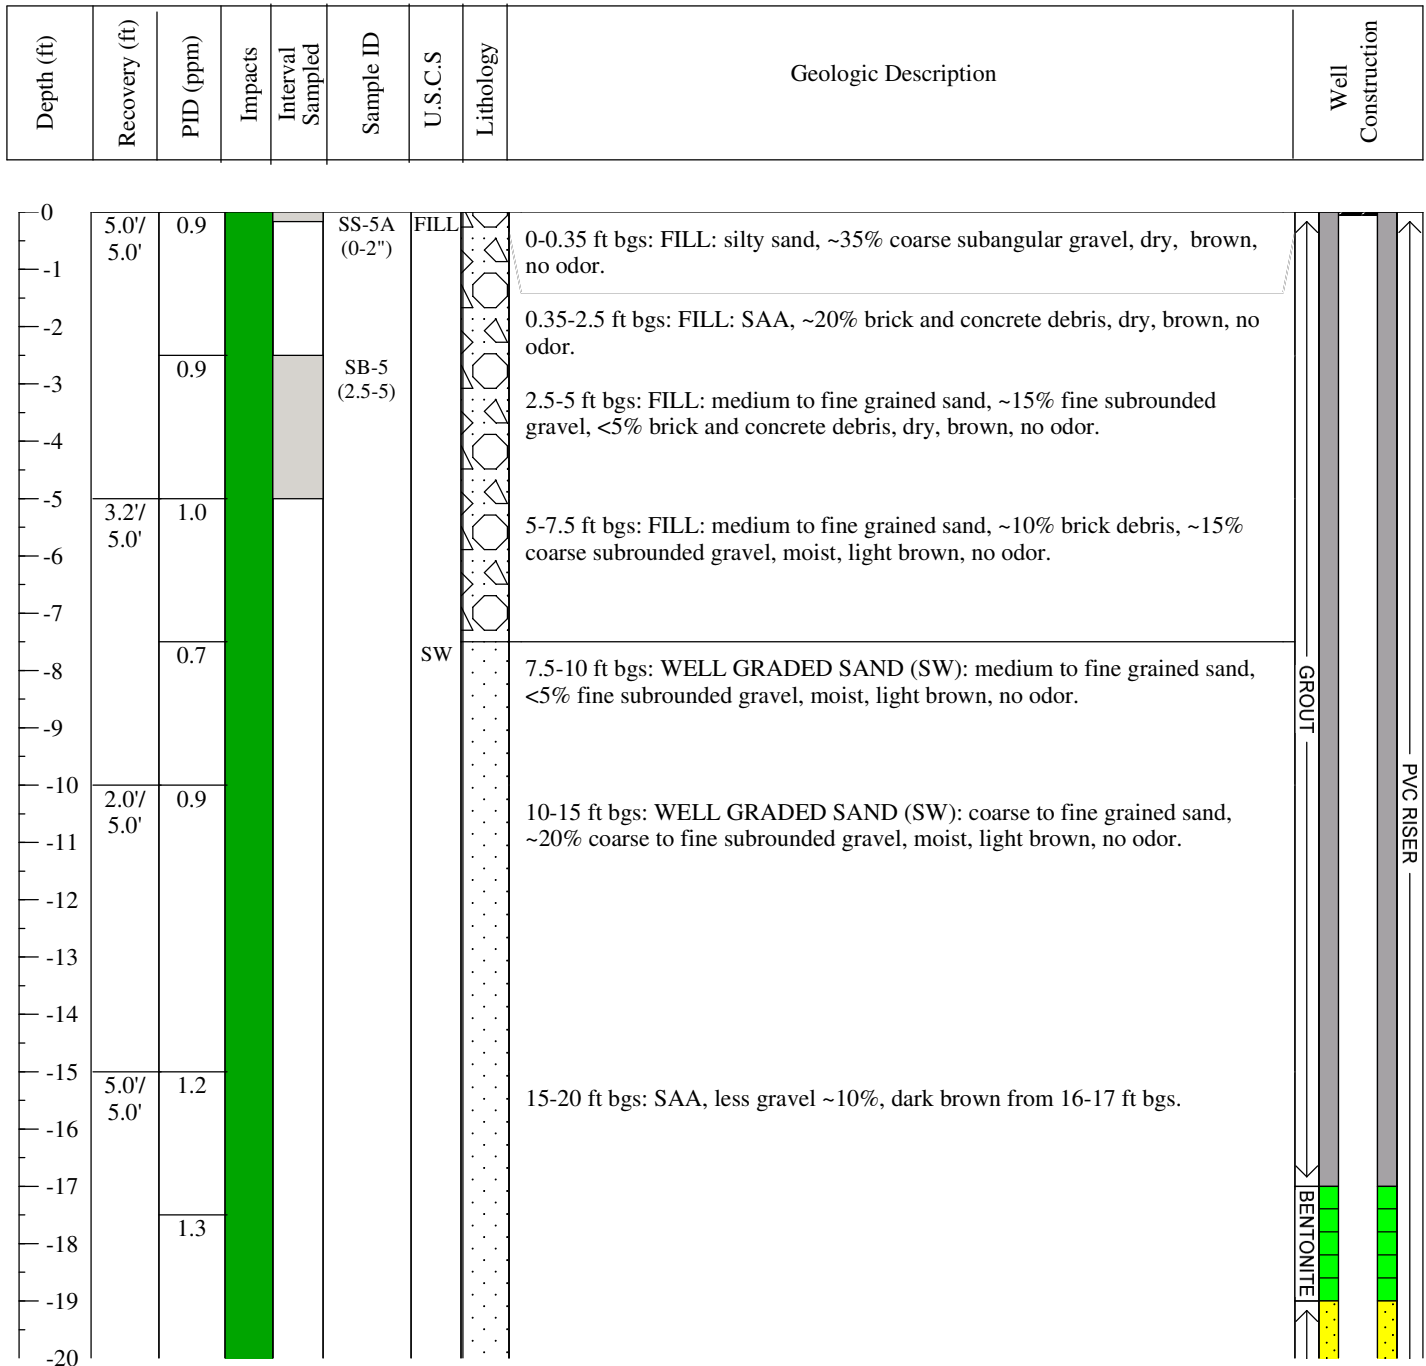 Depth (ft)
Recovery (ft)
PID (ppm)
Impacts
Interval
Sampled
Sample ID
U.S.C.S
Lithology
Geologic Description
Well
Construction
0
5.0'/
5.0'
0.9
SS-5A
(0-2")
FILL
0-0.35 ft bgs: FILL: silty sand, ~35% coarse subangular gravel, dry, brown,
no odor.
-1
-2
0.35-2.5 ft bgs: FILL: SAA, ~20% brick and concrete debris, dry, brown, no
odor.
0.9
SB-5
(2.5-5)
-3
2.5-5 ft bgs: FILL: medium to fine grained sand, ~15% fine subrounded
gravel, <5% brick and concrete debris, dry, brown, no odor.
-4
-5
3.2'/
5.0'
1.0
5-7.5 ft bgs: FILL: medium to fine grained sand, ~10% brick debris, ~15%
coarse subrounded gravel, moist, light brown, no odor.
-6
-7
0.7
SW
7.5-10 ft bgs: WELL GRADED SAND (SW): medium to fine grained sand,
<5% fine subrounded gravel, moist, light brown, no odor.
-8
GROUT
-9
-10
2.0'/
5.0'
0.9
10-15 ft bgs: WELL GRADED SAND (SW): coarse to fine grained sand,
~20% coarse to fine subrounded gravel, moist, light brown, no odor.
PVC RISER
-11
-12
-13
-14
-15
5.0'/
5.0'
1.2
15-20 ft bgs: SAA, less gravel ~10%, dark brown from 16-17 ft bgs.
-16
-17
1.3
BENTONITE
-18
-19
-20